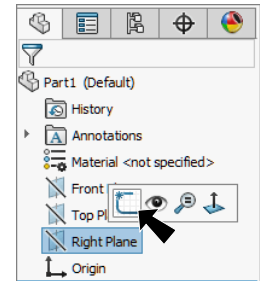 Part1 (Default)
History
Annotations
Material <not specified>
Front
Top Pl
Right Plane
Origin